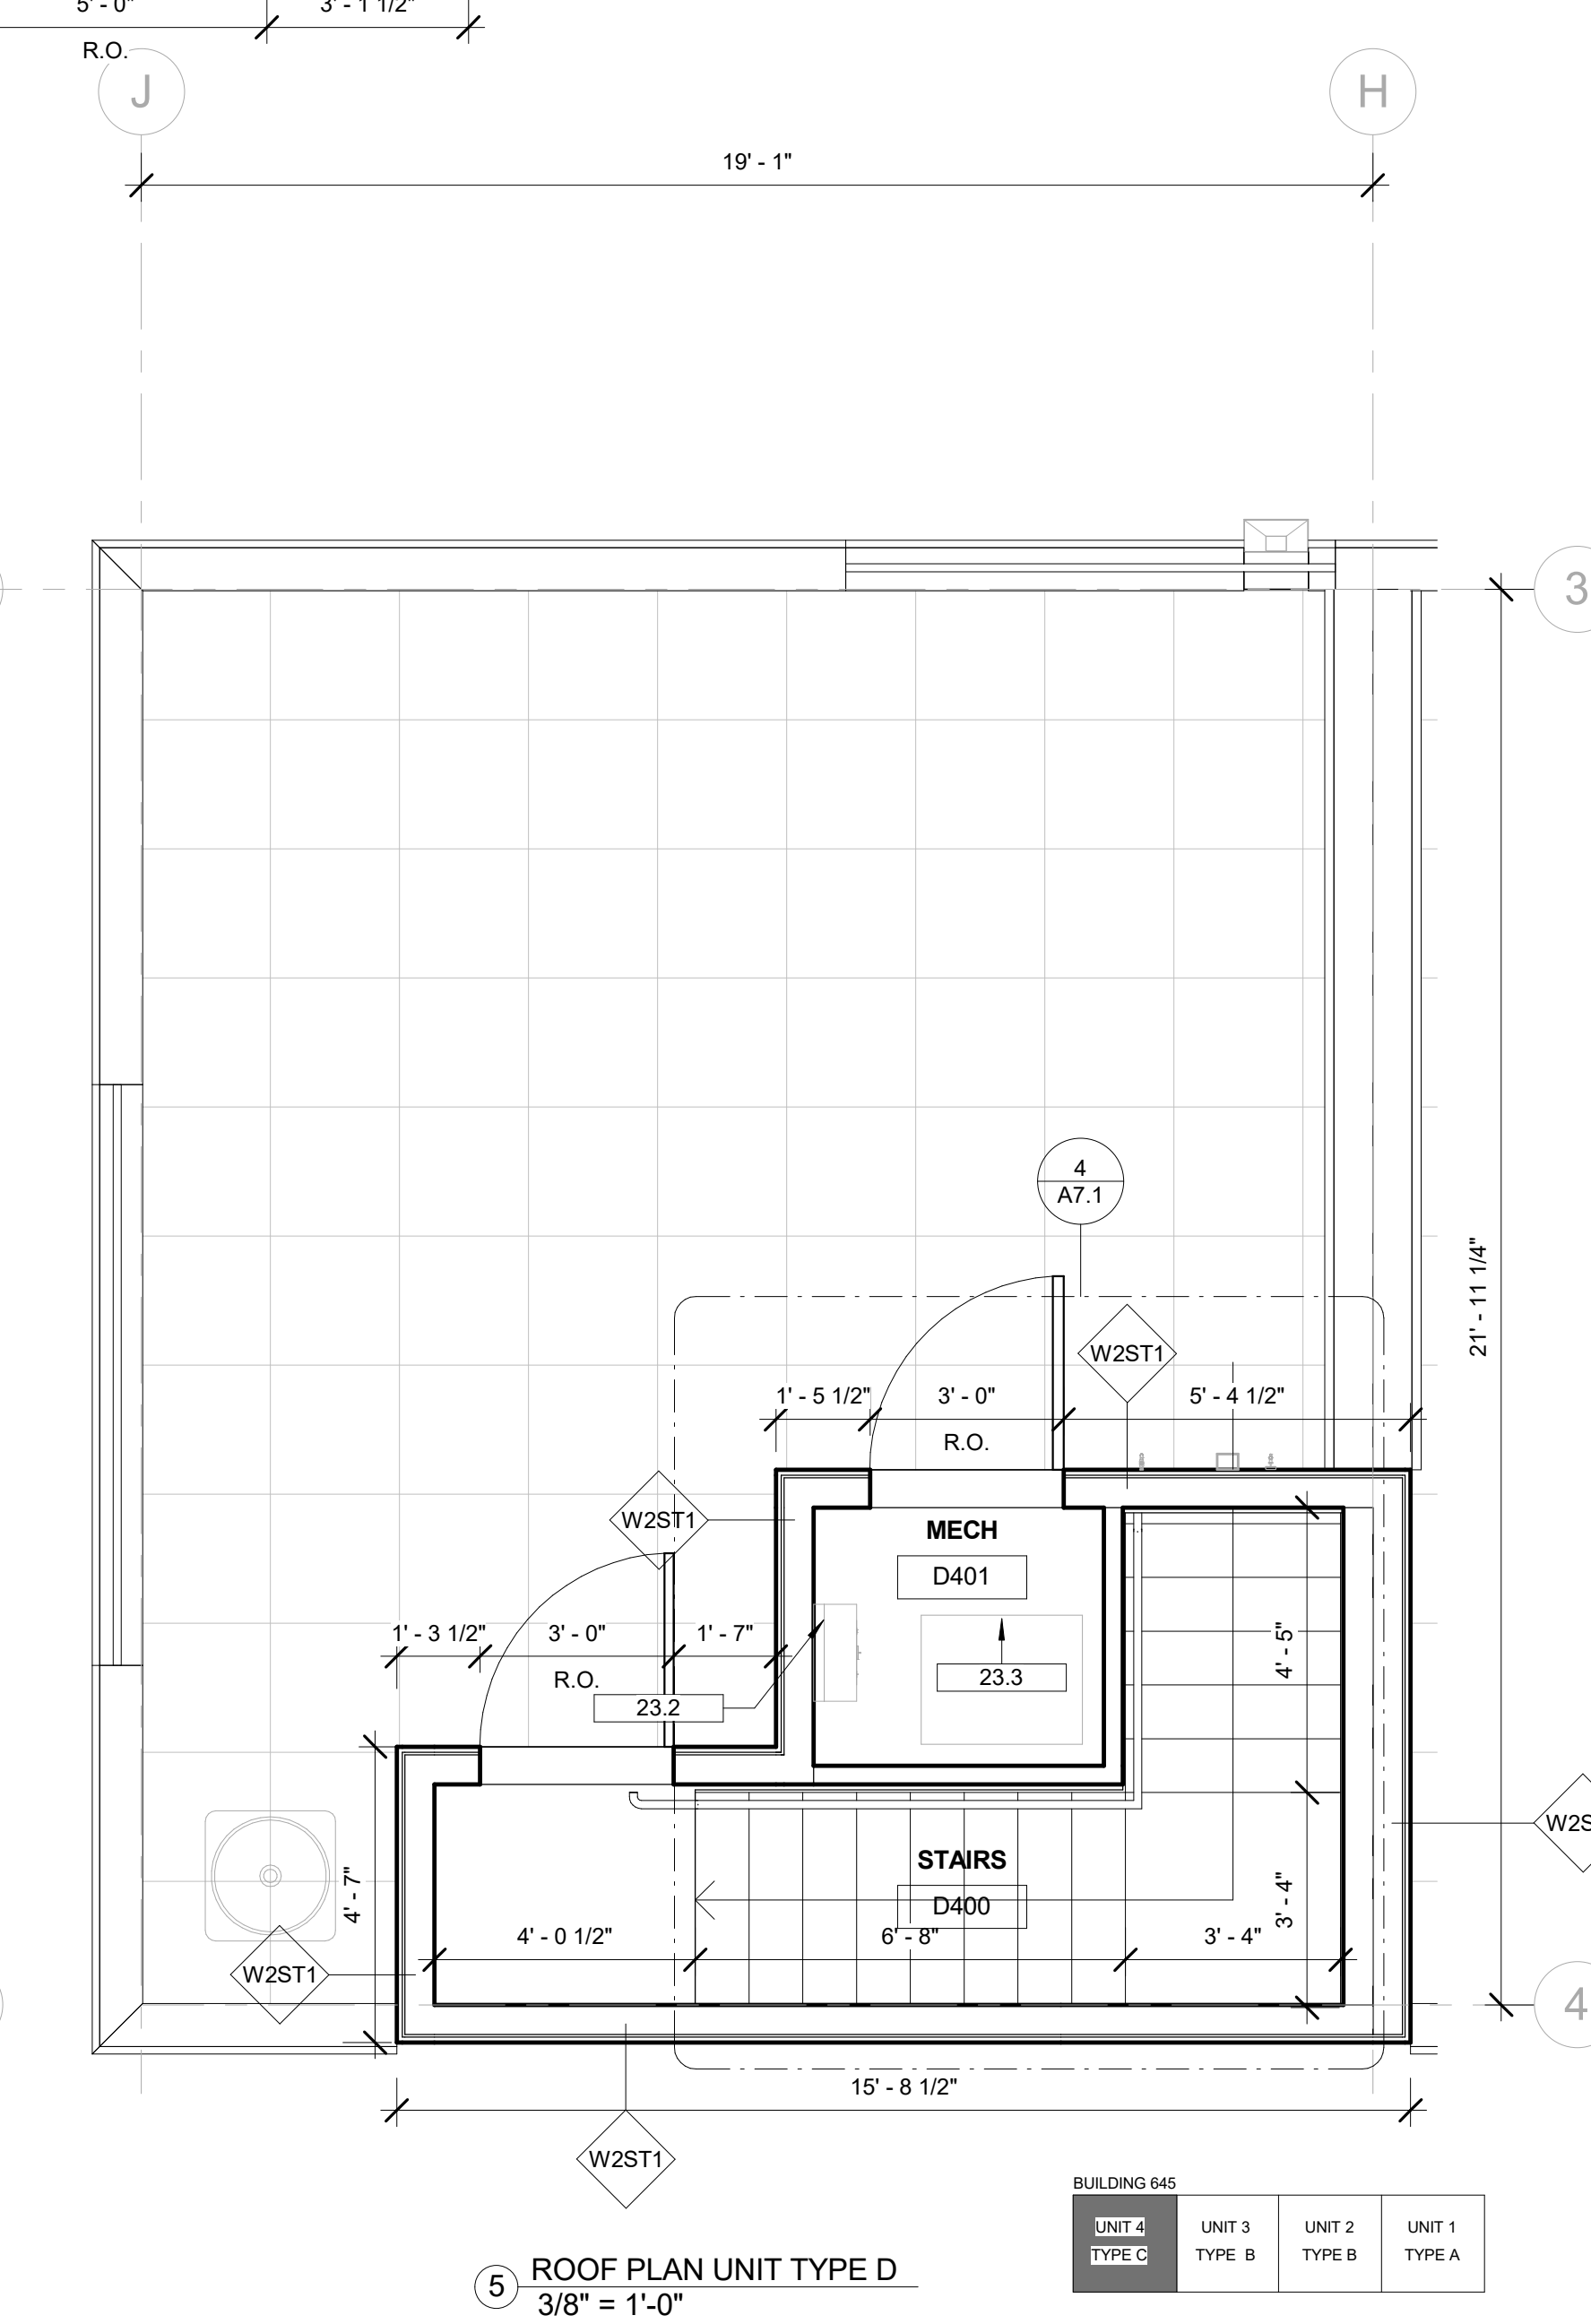 5' - 0"
3' - 1 1/2"
R.O.
J
H
19' - 1"
3
4
A7.1
21' - 11 1/4"
W2ST1
1' - 5 1/2"
3' - 0"
5' - 4 1/2"
R.O.
W2ST1
MECH
D401
1' - 3 1/2"
3' - 0"
1' - 7"
4' - 5"
R.O.
23.2
23.3
W2S
STAIRS
D400
4' - 7"
3' - 4"
4' - 0 1/2"
6' - 8"
3' - 4"
W2ST1
4
15' - 8 1/2"
W2ST1
BUILDING 645
UNIT 4
TYPE C
UNIT 3
TYPE B
UNIT 2
TYPE B
UNIT 1
TYPE A
5
ROOF PLAN UNIT TYPE D
3/8" = 1'-0"